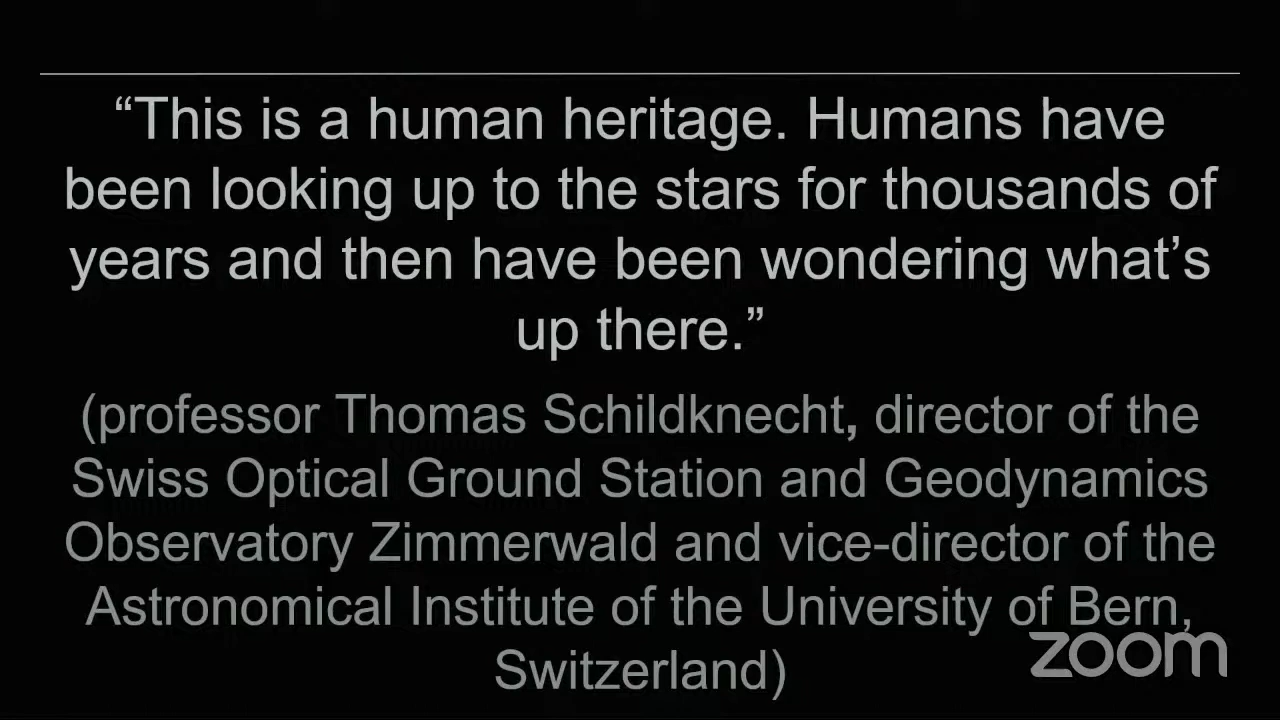 “This is a human heritage. Humans have
been looking up to the stars for thousands of
years and then have been wondering what’s
up there.”
(professor Thomas Schildknecht, director of the
Swiss Optical Ground Station and Geodynamics
Observatory Zimmerwald and vice-director of the
Astronomical Institute of the University of Bern,
Switzerland)
zoom